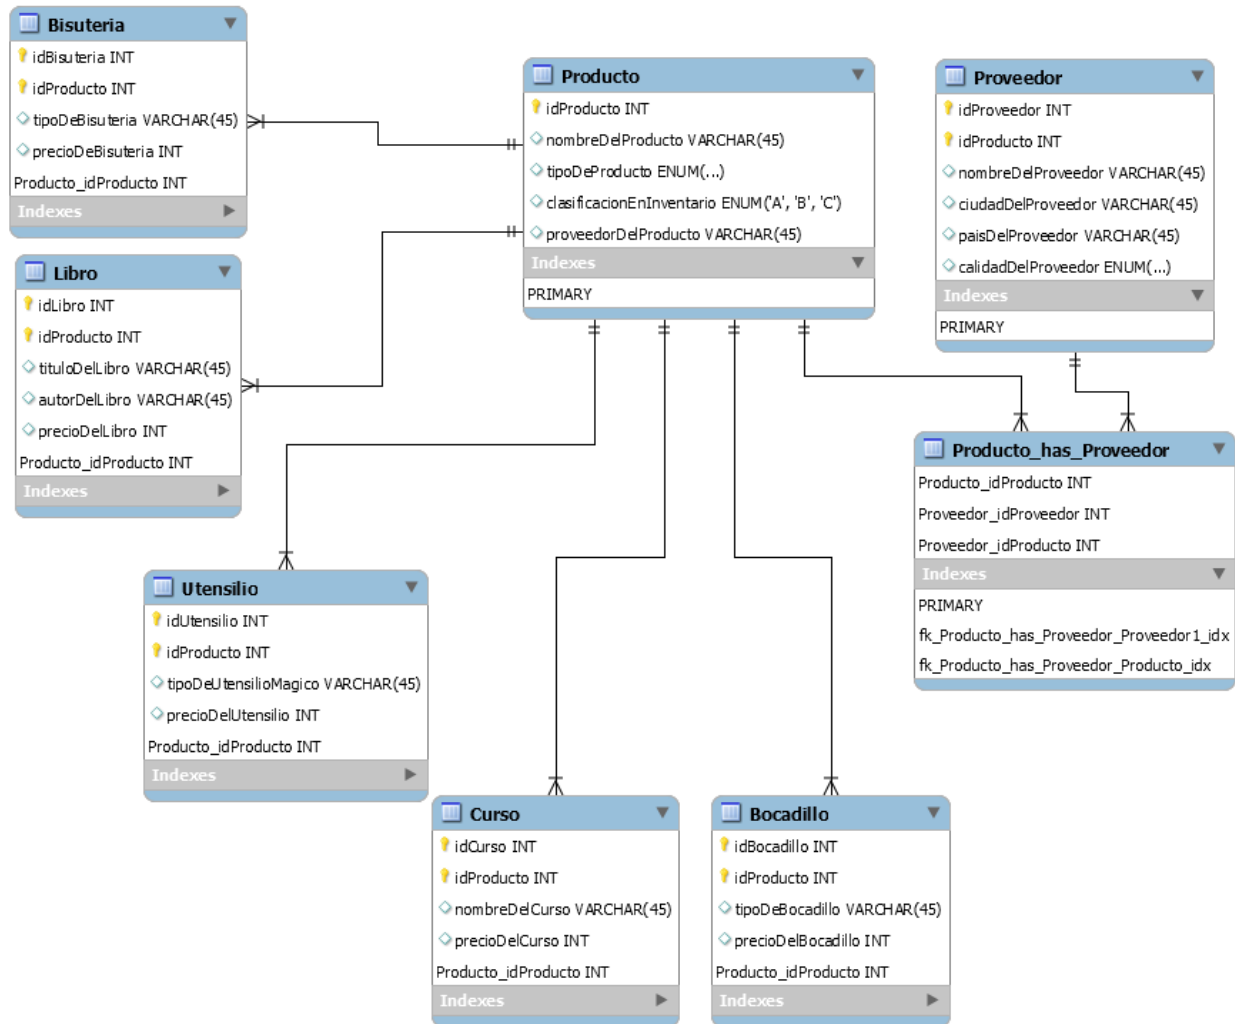 Bisuteria
idBisuteria INT
idProducto INT
tipoDeBisuteria VARCHAR(45)
precioDeBisuteria INT
Producto_idProducto INT
Indexes
Producto
idProducto INT
nombreDelProducto VARCHAR(45)
tipoDeProducto ENUM(...)
clasificacionEnInventario ENUM('A', 'B', 'C')
proveedorDelProducto VARCHAR(45)
Indexes
PRIMARY
Proveedor
idProveedor INT
idProducto INT
nombreDelProveedor VARCHAR(45)
ciudadDelProveedor VARCHAR(45)
paisDelProveedor VARCHAR(45)
calidadDelProveedor ENUM(...)
Indexes
PRIMARY
Libro
idLibro INT
idProducto INT
tituloDelLibro VARCHAR(45)
autorDelLibro VARCHAR(45)
precioDelLibro INT
Producto_idProducto INT
Indexes
Producto_has_Proveedor
Producto_idProducto INT
Proveedor_idProveedor INT
Proveedor_idProducto INT
Indexes
PRIMARY
fk_Producto_has_Proveedor_Proveedor1_idx
fk_Producto_has_Proveedor_Producto_idx
Utensilio
idUtensilio INT
idProducto INT
tipoDeUtensilioMagico VARCHAR(45)
precioDelUtensilio INT
Producto_idProducto INT
Indexes
Curso
idCurso INT
idProducto INT
nombreDelCurso VARCHAR(45)
precioDelCurso INT
Producto_idProducto INT
Indexes
Bocadillo
idBocadillo INT
idProducto INT
tipoDeBocadillo VARCHAR(45)
precioDelBocadillo INT
Producto_idProducto INT
Indexes